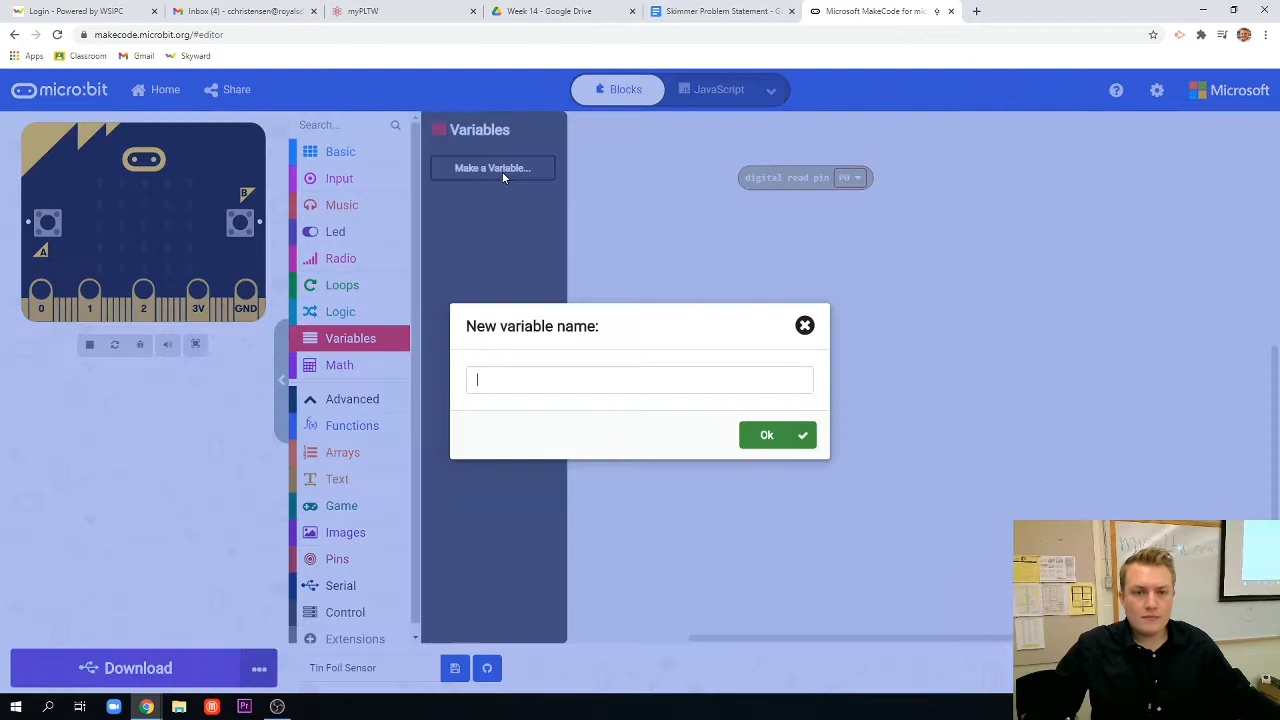 Login - Powered by WSIPC
Inbox (4) - cchristensen@royalsd
myPLTW
Week 14 - Google Drive
Skimmer Problem Statement - G
Microsoft MakeCode for mic
makecode.microbit.org/#editor
Apps
Classroom
Gmail
Skyward
micro:bit
Home
Share
Blocks
JavaScript
Microsoft
Search...
Variables
Make a Variable...
digital read pin P0
Basic
Input
Music
Led
Radio
Loops
Logic
Variables
Math
Advanced
Functions
Arrays
Text
Game
Images
Pins
Serial
Control
Extensions
A
B
0 1 2 3V GND
New variable name:
Ok
Download
Tin Foil Sensor
Pr